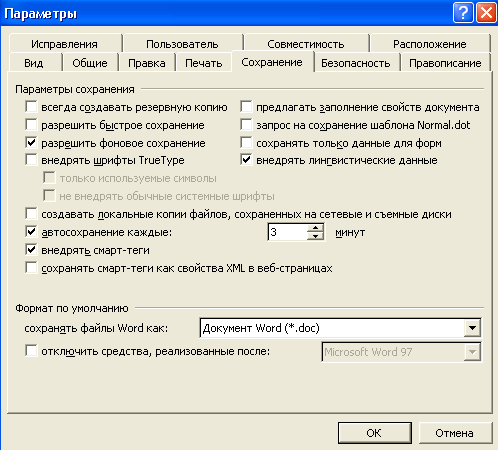 Параметры
Исправления Пользователь Совместимость Расположение
Вид Общие Правка Печать Сохранение Безопасность Правописание
Параметры сохранения
всегда создавать резервную копию предлагать заполнение свойств документа
разрешить быстрое сохранение запрос на сохранение шаблона Normal.dot
разрешить фоновое сохранение сохранять только данные для форм
внедрять шрифты TrueType внедрять лингвистические данные
только используемые символы
не внедрять обычные системные шрифты
создавать локальные копии файлов, сохраненных на сетевые и съемные диски
автосохранение каждые: 3 минут
внедрять смарт-теги
сохранять смарт-теги как свойства XML в веб-страницах
Формат по умолчанию
сохранять файлы Word как: Документ Word (*.doc)
отключить средства, реализованные после: Microsoft Word 97
ОК Отмена